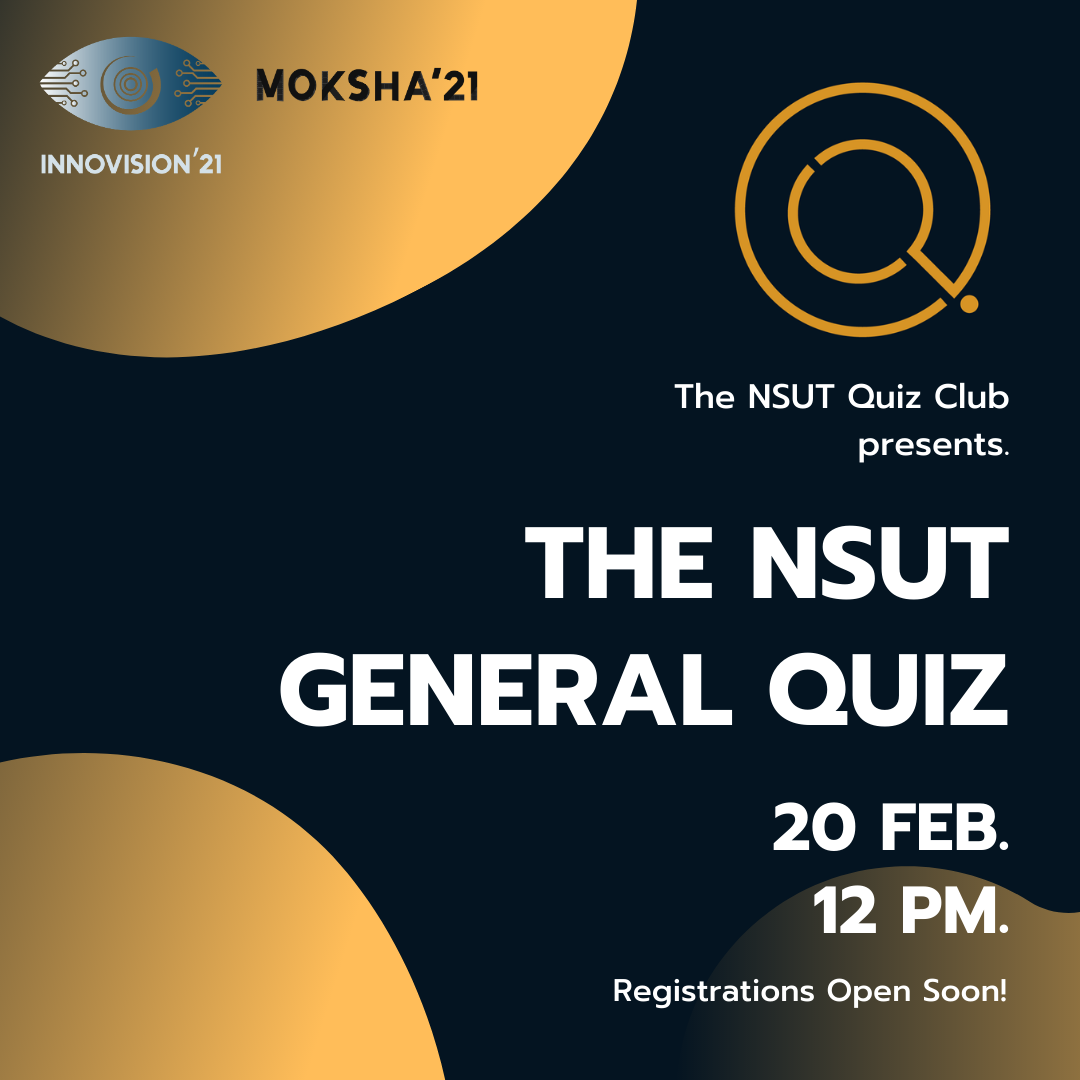 MOKSHA'21
INNOVISION'21
The NSUT Quiz Club
presents.
THE NSUT
GENERAL QUIZ
20 FEB.
12 PM.
Registrations Open Soon!